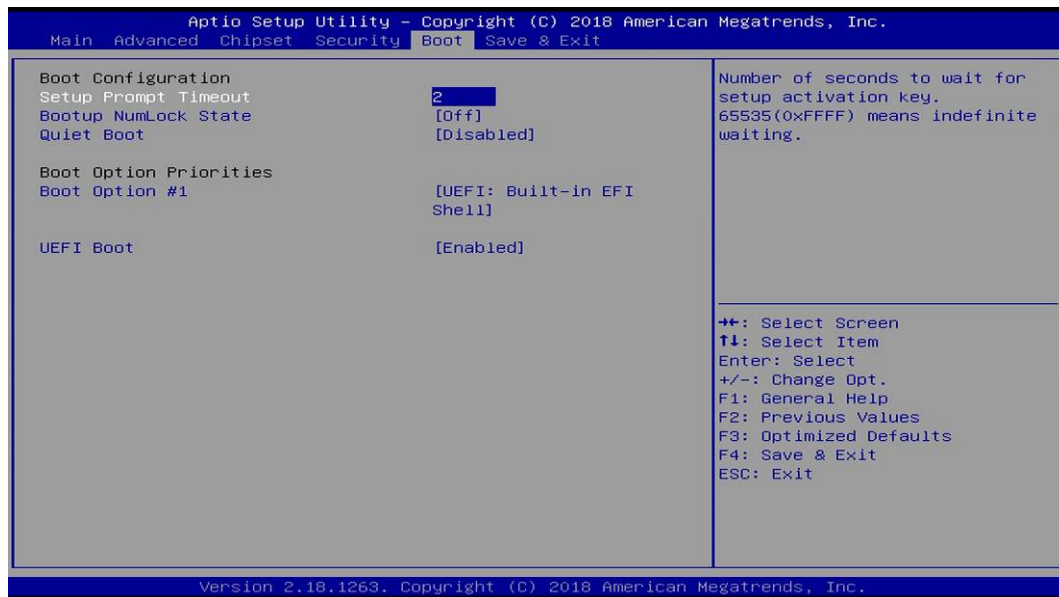 Aptio Setup Utility – Copyright (C) 2018 American Megatrends, Inc.
Main Advanced Chipset Security Boot Save & Exit
Boot Configuration
Setup Prompt Timeout 2
Bootup NumLock State [Off]
Quiet Boot [Disabled]
Boot Option Priorities
Boot Option #1 [UEFI: Built-in EFI
Shell]
UEFI Boot [Enabled]
Number of seconds to wait for
setup activation key.
65535(0xFFFF) means indefinite
waiting.
→←: Select Screen
↑↓: Select Item
Enter: Select
+/-: Change Opt.
F1: General Help
F2: Previous Values
F3: Optimized Defaults
F4: Save & Exit
ESC: Exit
Version 2.18.1263. Copyright (C) 2018 American Megatrends, Inc.